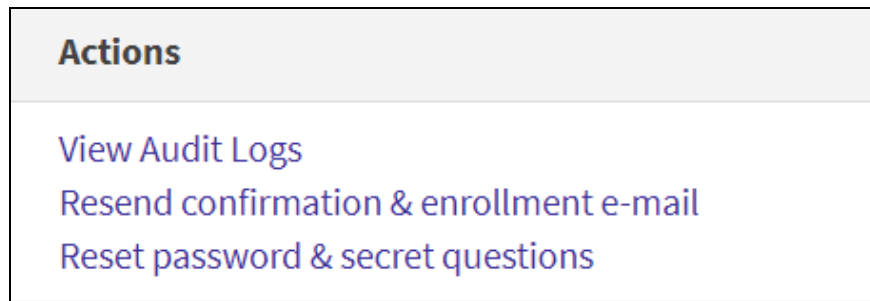 Actions
View Audit Logs
Resend confirmation & enrollment e-mail
Reset password & secret questions